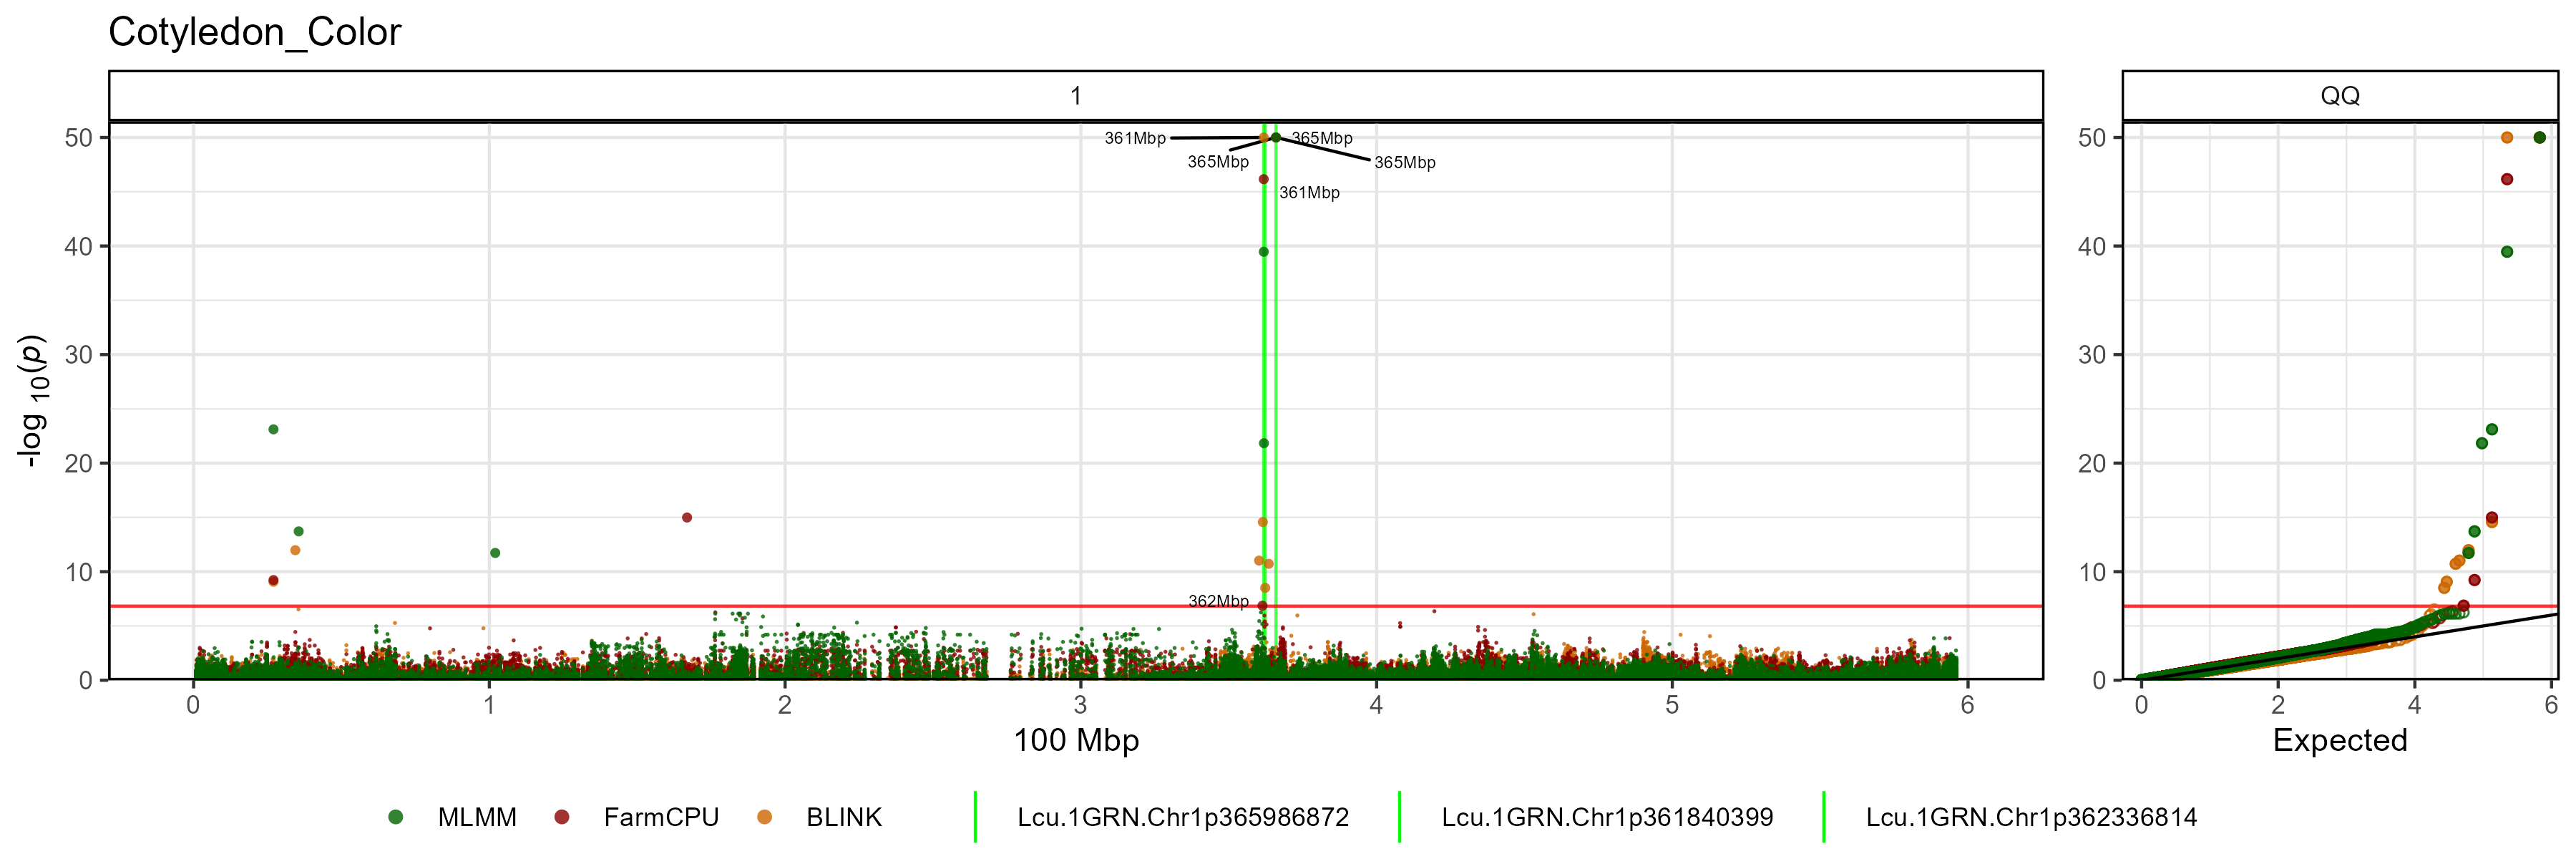 Cotyledon_Color
1
QQ
-log 10(p)
50
40
30
20
10
0
361Mbp
365Mbp
365Mbp
365Mbp
361Mbp
362Mbp
0 1 2 3 4 5 6
100 Mbp
50
40
30
20
10
0
0 2 4 6
Expected
MLMM FarmCPU BLINK Lcu.1GRN.Chr1p365986872 Lcu.1GRN.Chr1p361840399 Lcu.1GRN.Chr1p362336814